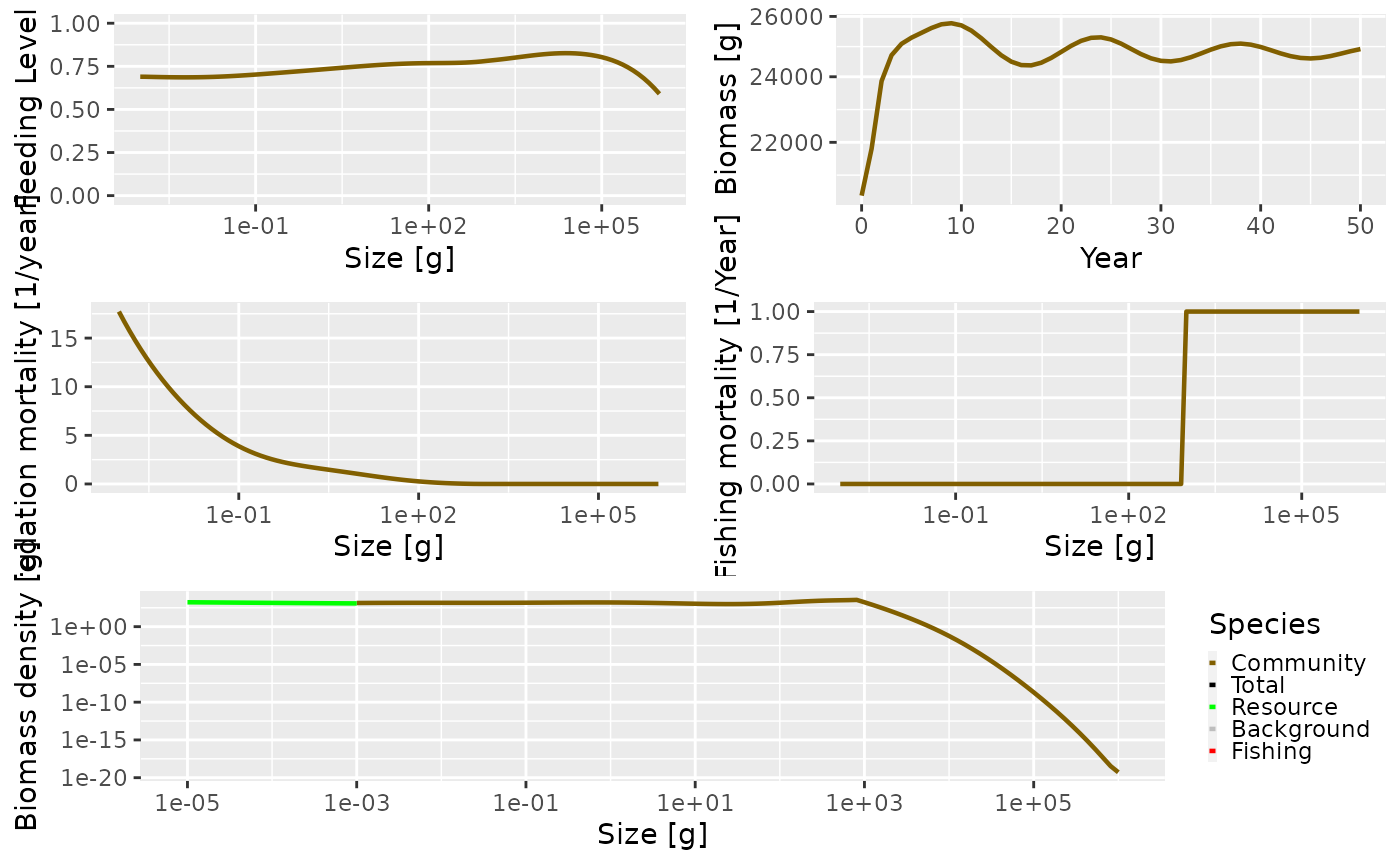 Feeding Level
1.00
0.75
0.50
0.25
0.00
1e-01 1e+02 1e+05
Size [g]
Biomass [g]
26000
24000
22000
0 10 20 30 40 50
Year
mortality [1/year]
15
10
5
0
1e-01 1e+02 1e+05
Size [g]
Fishing mortality [1/Year]
1.00
0.75
0.50
0.25
0.00
1e-01 1e+02 1e+05
Size [g]
Biomass density [g]
1e+00
1e-05
1e-10
1e-15
1e-20
1e-05 1e-03 1e-01 1e+01 1e+03 1e+05
Size [g]
Species
Community
Total
Resource
Background
Fishing